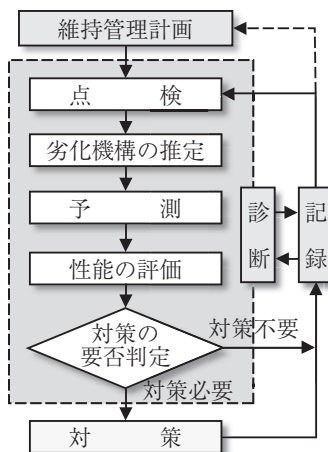 維持管理計画
点検
劣化機構の推定
予測
性能の評価
対策の
要否判定
対策不要
対策必要
対策
診断
記録